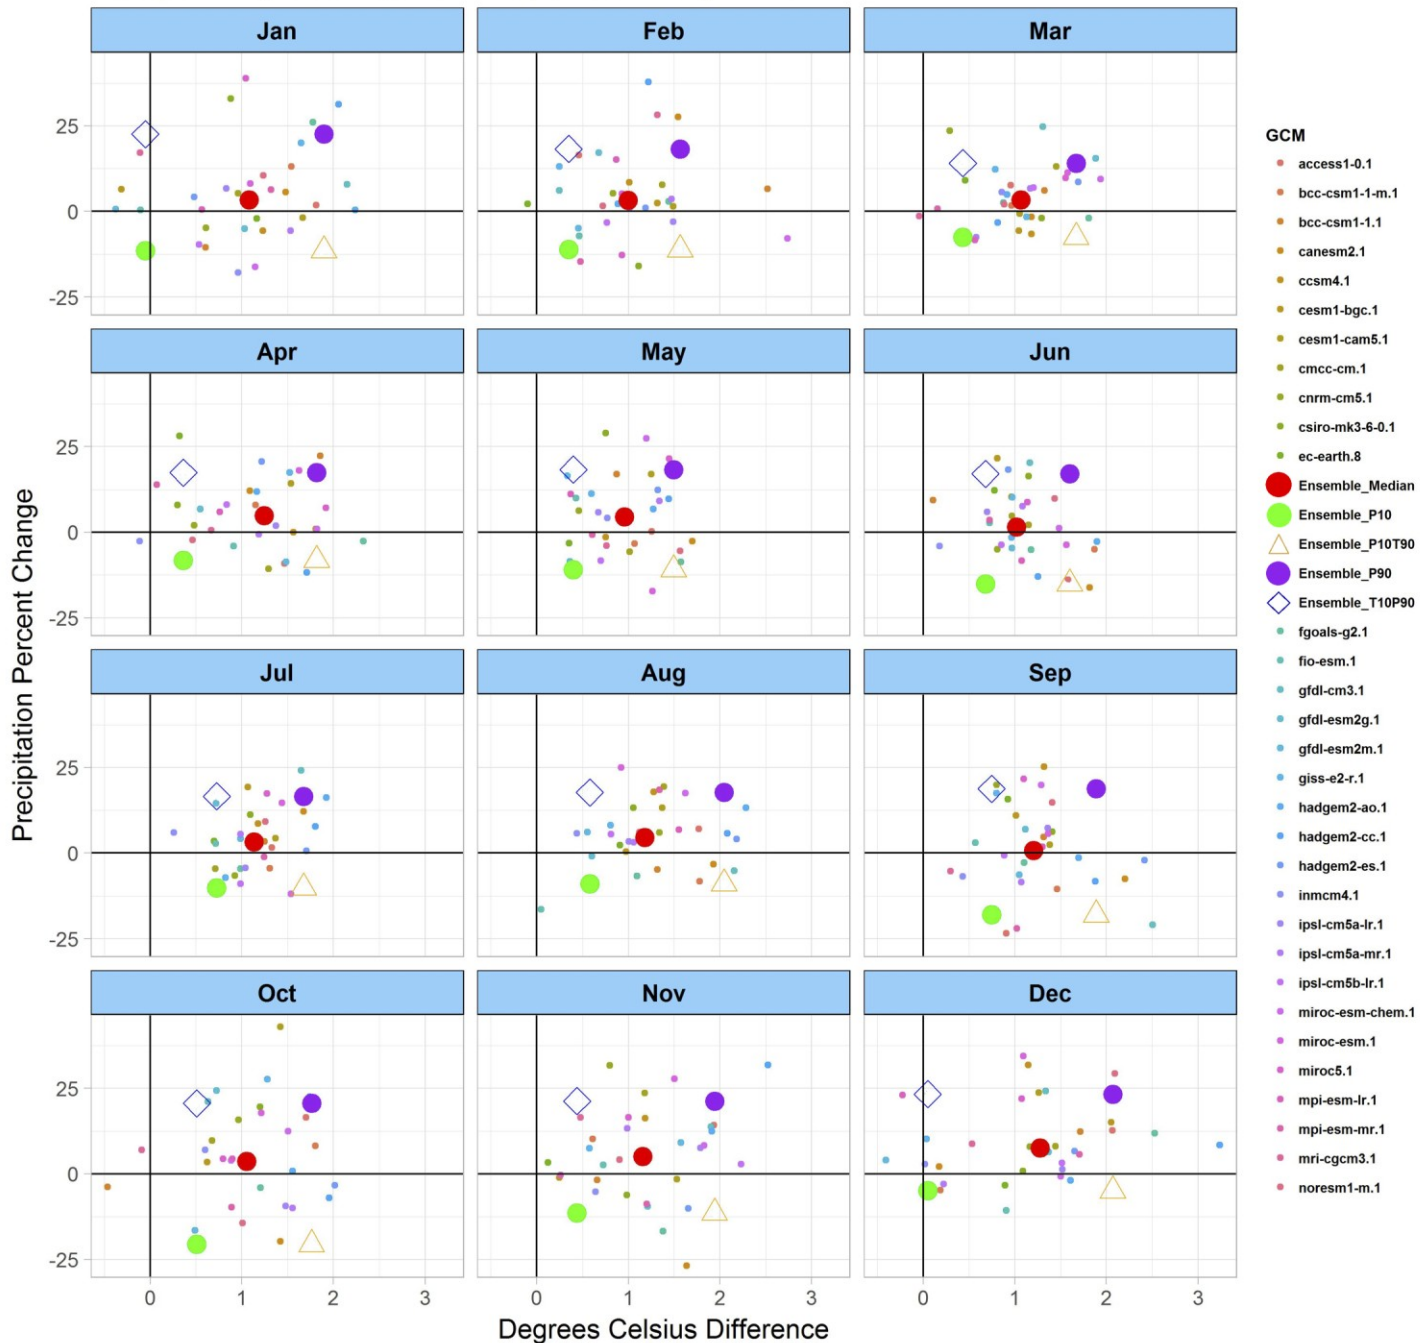 Jan Feb Mar
25
0
-25
Apr May Jun
25
0
-25
Jul Aug Sep
25
0
-25
Oct Nov Dec
25
0
-25
0 1 2 3 0 1 2 3 0 1 2 3
Precipitation Percent Change
Degrees Celsius Difference
GCM
access1-0.1
bcc-csm1-1-m.1
bcc-csm1-1.1
canesm2.1
ccsm4.1
cesm1-bgc.1
cesm1-cam5.1
cmcc-cm.1
cnrm-cm5.1
csiro-mk3-6-0.1
ec-earth.8
Ensemble_Median
Ensemble_P10
Ensemble_P10T90
Ensemble_P90
Ensemble_T10P90
fgoals-g2.1
fio-esm.1
gfdl-cm3.1
gfdl-esm2g.1
gfdl-esm2m.1
giss-e2-r.1
hadgem2-ao.1
hadgem2-cc.1
hadgem2-es.1
inmcm4.1
ipsl-cm5a-lr.1
ipsl-cm5a-mr.1
ipsl-cm5b-lr.1
miroc-esm-chem.1
miroc-esm.1
miroc5.1
mpi-esm-lr.1
mpi-esm-mr.1
mri-cgcm3.1
noresm1-m.1